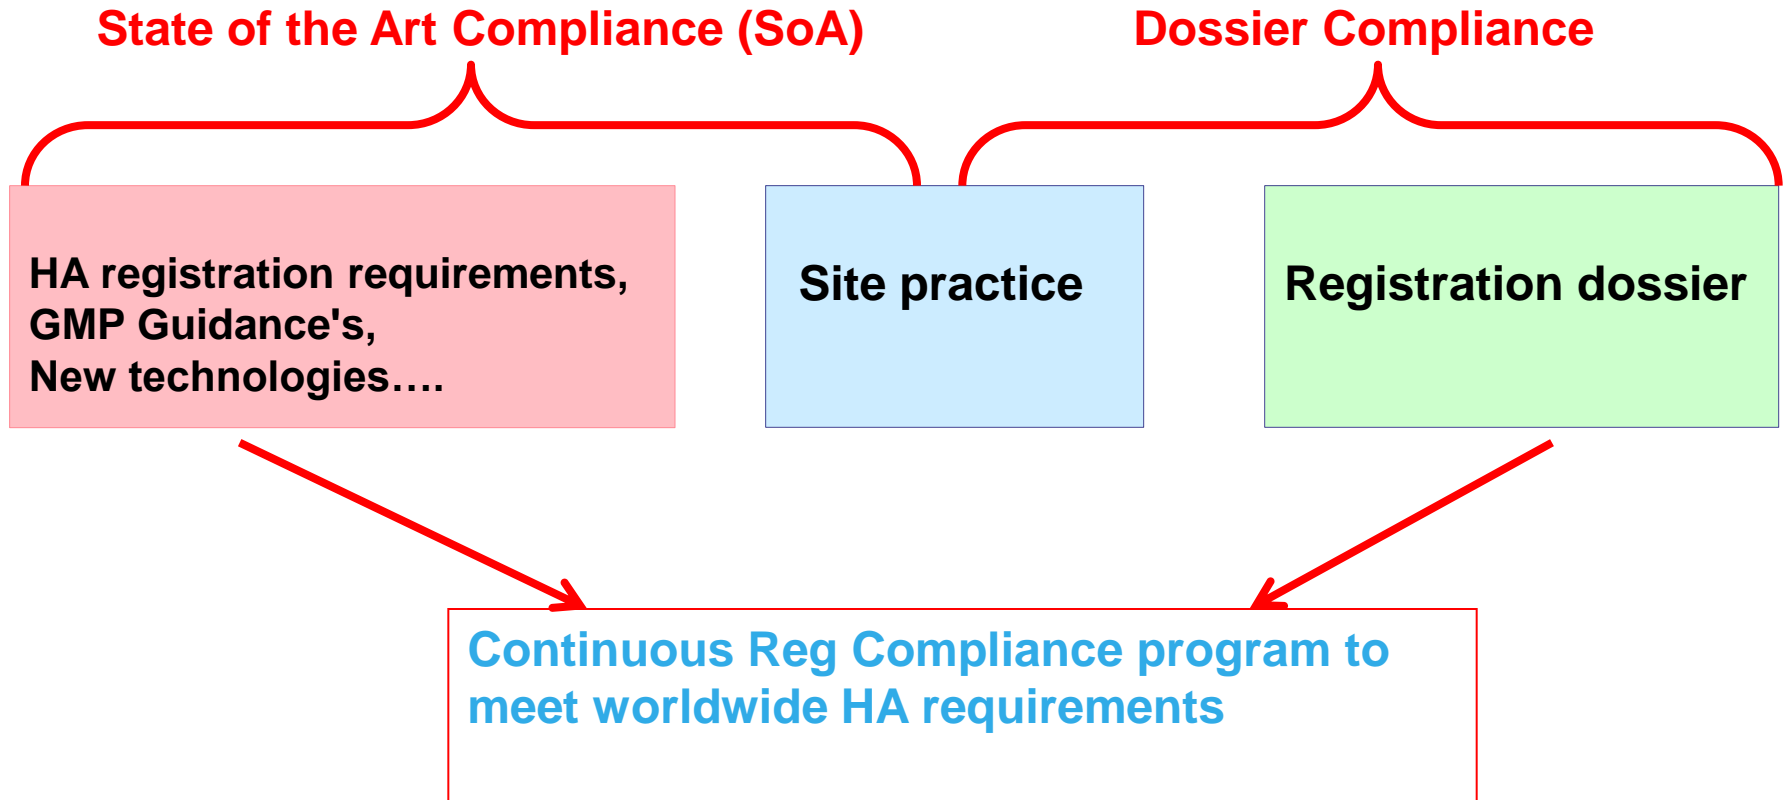 State of the Art Compliance (SoA)
Dossier Compliance
HA registration requirements,
GMP Guidance's,
New technologies….
Site practice
Registration dossier
Continuous Reg Compliance program to
meet worldwide HA requirements